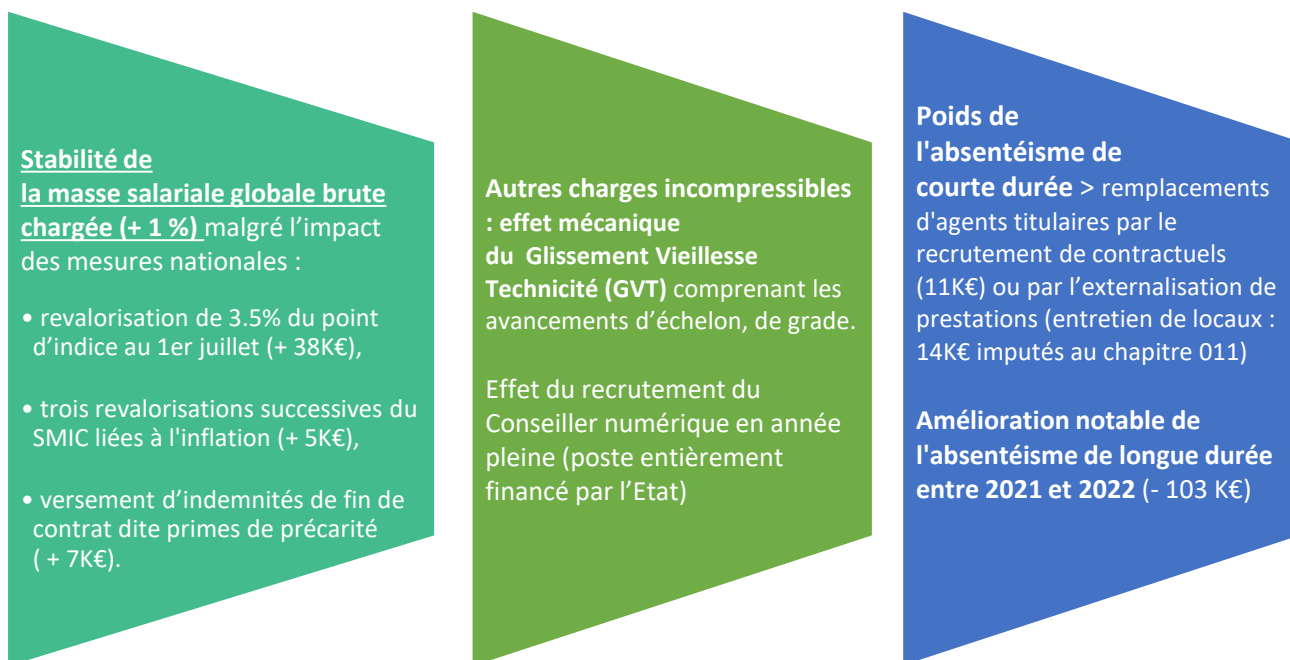 Stabilité de
la masse salariale globale brute
chargée (+ 1 %) malgré l’impact
des mesures nationales :
• revalorisation de 3.5% du point
d’indice au 1er juillet (+ 38K€),
• trois revalorisations successives du
SMIC liées à l'inflation (+ 5K€),
• versement d’indemnités de fin de
contrat dite primes de précarité
( + 7K€).
Autres charges incompressibles
: effet mécanique
du Glissement Vieillesse
Technicité (GVT) comprenant les
avancements d’échelon, de grade.
Effet du recrutement du
Conseiller numérique en année
pleine (poste entièrement
financé par l’Etat)
Poids de
l'absentéisme de
courte durée > remplacements
d'agents titulaires par le
recrutement de contractuels
(11K€) ou par l’externalisation de
prestations (entretien de locaux :
14K€ imputés au chapitre 011)
Amélioration notable de
l'absentéisme de longue durée
entre 2021 et 2022 (- 103 K€)